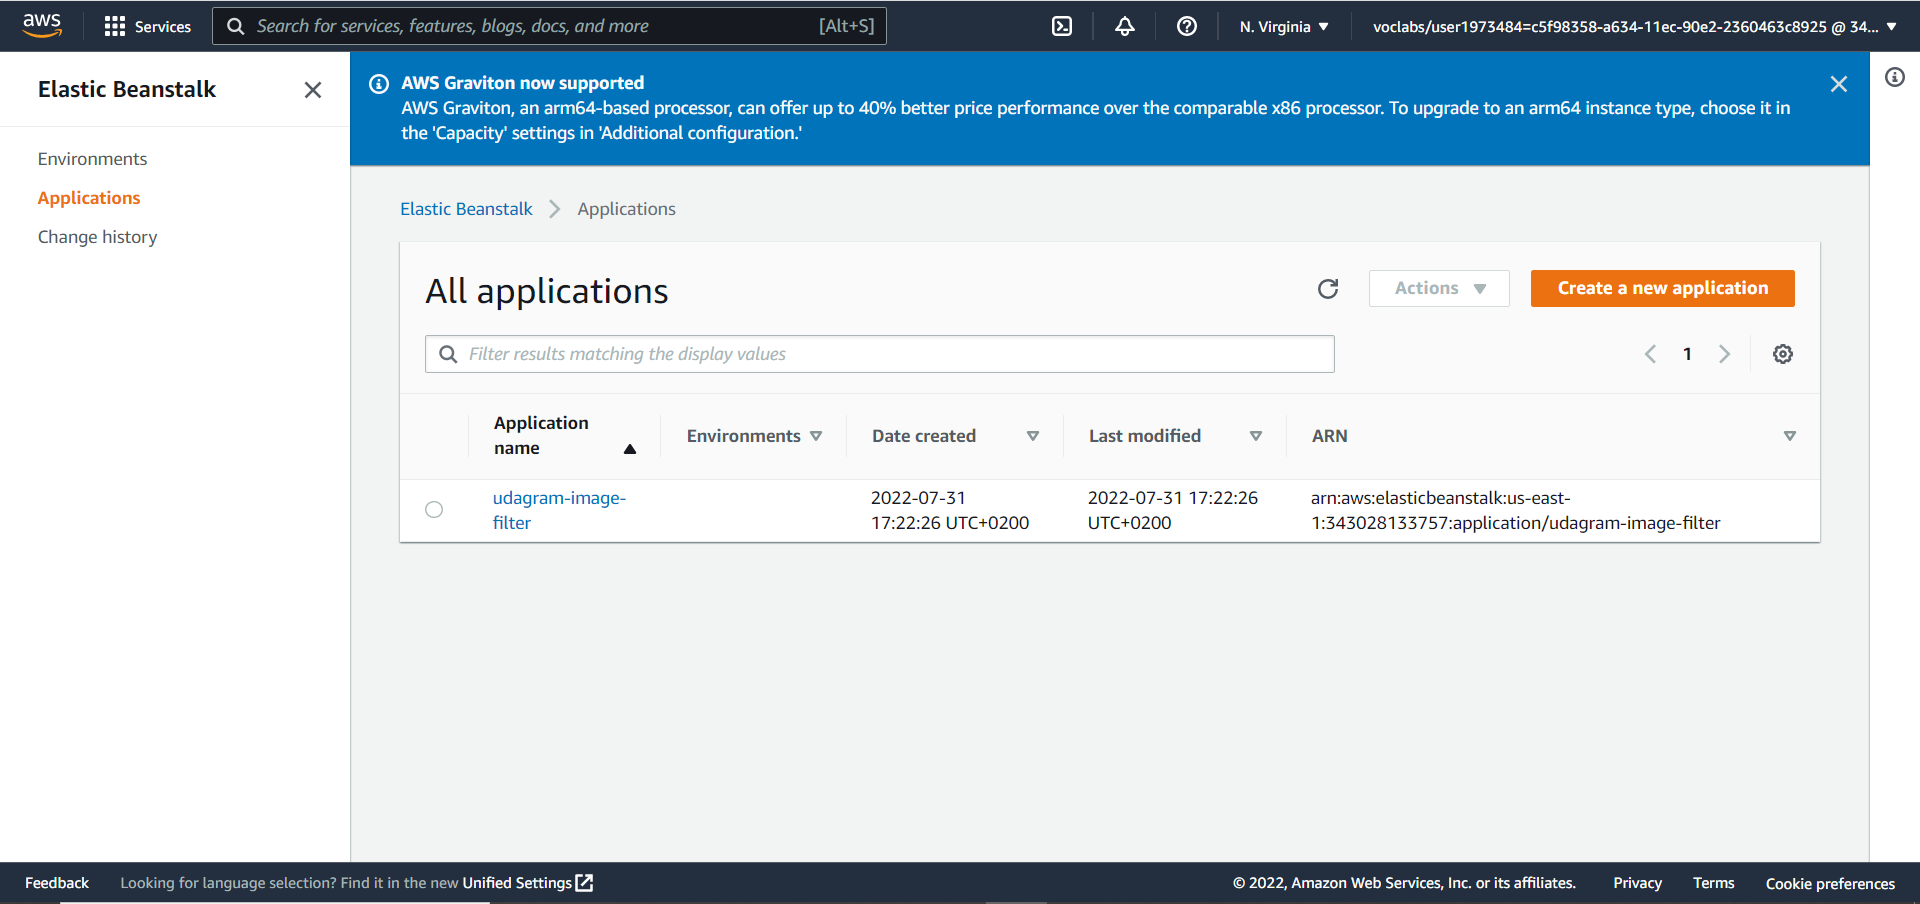 aws
Services
Search for services, features, blogs, docs, and more
[Alt+S]
N. Virginia
voclabs/user1973484=c5f98358-a634-11ec-90e2-2360463c8925 @ 34...
Elastic Beanstalk
Environments
Applications
Change history
AWS Graviton now supported
AWS Graviton, an arm64-based processor, can offer up to 40% better price performance over the comparable x86 processor. To upgrade to an arm64 instance type, choose it in
the 'Capacity' settings in 'Additional configuration.'
Elastic Beanstalk
Applications
All applications
Actions
Create a new application
Filter results matching the display values
1
Application
name
Environments
Date created
Last modified
ARN
udagram-image-
filter
2022-07-31
17:22:26 UTC+0200
2022-07-31 17:22:26
UTC+0200
arn:aws:elasticbeanstalk:us-east-
1:343028133757:application/udagram-image-filter
Feedback
Looking for language selection? Find it in the new Unified Settings
© 2022, Amazon Web Services, Inc. or its affiliates.
Privacy
Terms
Cookie preferences